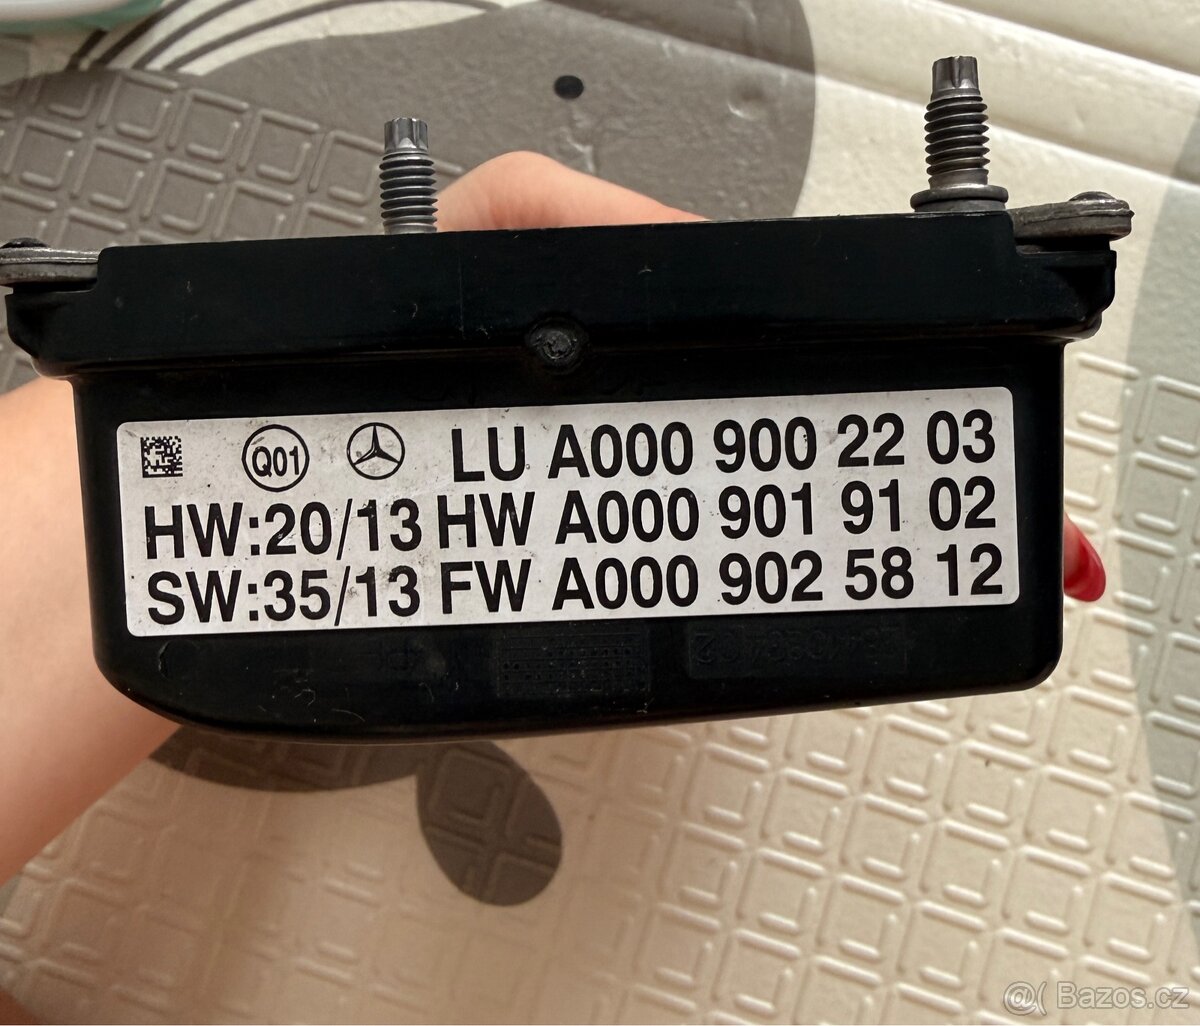 Q01 LU A000 900 22 03
HW:20/13 HW A000 901 91 02
SW:35/13 FW A000 902 58 12
@( Bazos.cz